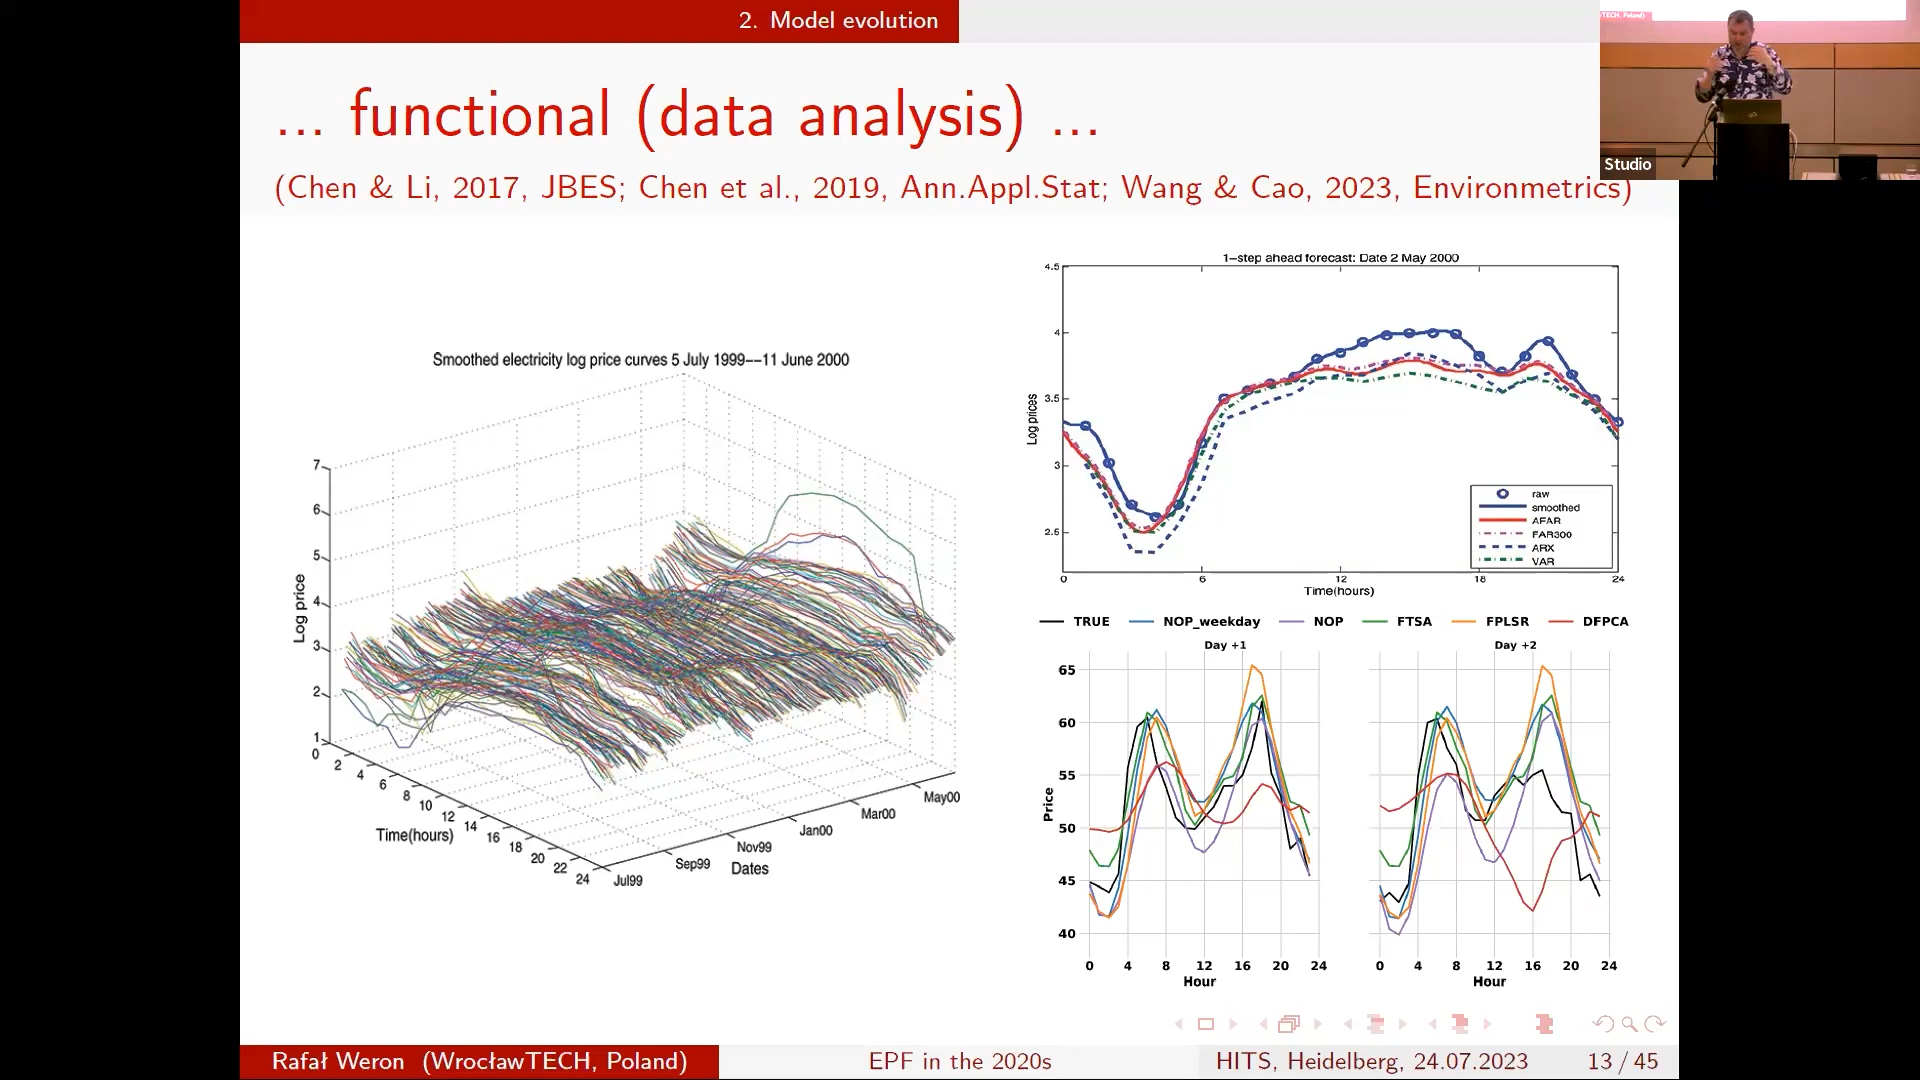 2. Model evolution
TECH, Poland)
Studio
... functional (data analysis) ...
(Chen & Li, 2017, JBES; Chen et al., 2019, Ann.Appl.Stat; Wang & Cao, 2023, Environmetrics)
Smoothed electricity log price curves 5 July 1999––11 June 2000
7
6
5
4
3
2
1
Log price
0
2
4
6
8
10
12
14
16
18
20
22
24
Time(hours)
Jul99
Sep99
Nov99
Jan00
Mar00
May00
Dates
1−step ahead forecast: Date 2 May 2000
4.5
4
3.5
3
2.5
Log prices
raw
smoothed
AFAR
FAR300
ARX
VAR
0 6 12 18 24
Time(hours)
TRUE NOP_weekday NOP FTSA FPLSR DFPCA
Day +1 Day +2
65
60
55
50
45
40
Price
0 4 8 12 16 20 24 0 4 8 12 16 20 24
Hour Hour
Rafał Weron (WrocławTECH, Poland) EPF in the 2020s HITS, Heidelberg, 24.07.2023 13 / 45